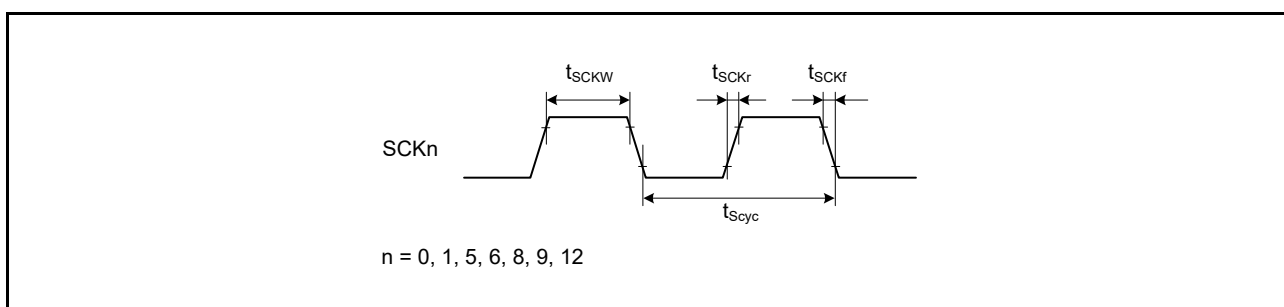 tSCKW tSCKr tSCKf
SCKn
tScyc
n = 0, 1, 5, 6, 8, 9, 12